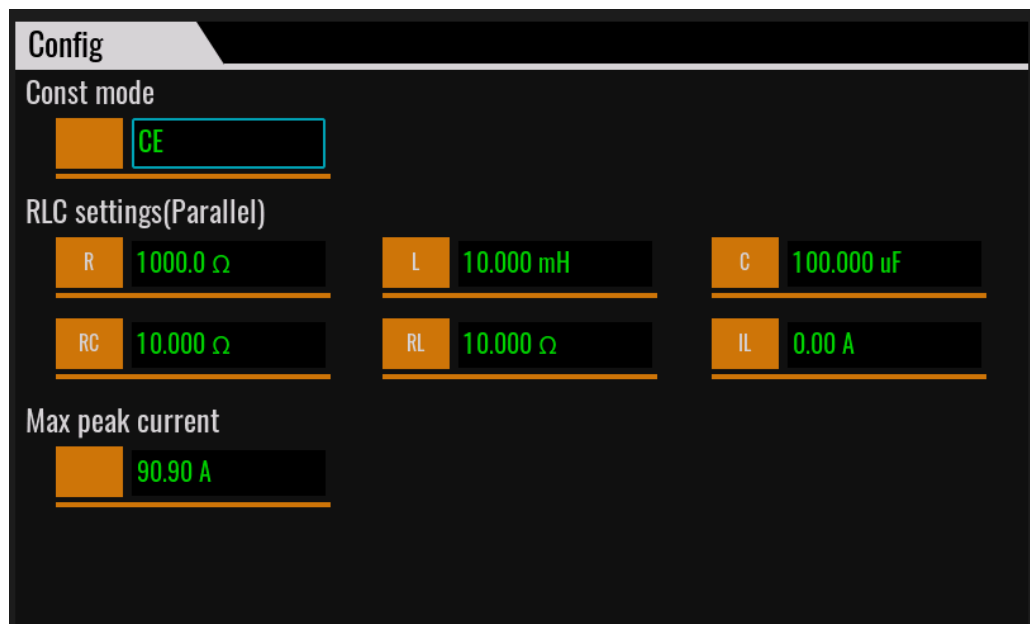 Config
Const mode
CE
RLC settings(Parallel)
R 1000.0 Ω L 10.000 mH C 100.000 uF
RC 10.000 Ω RL 10.000 Ω IL 0.00 A
Max peak current
90.90 A